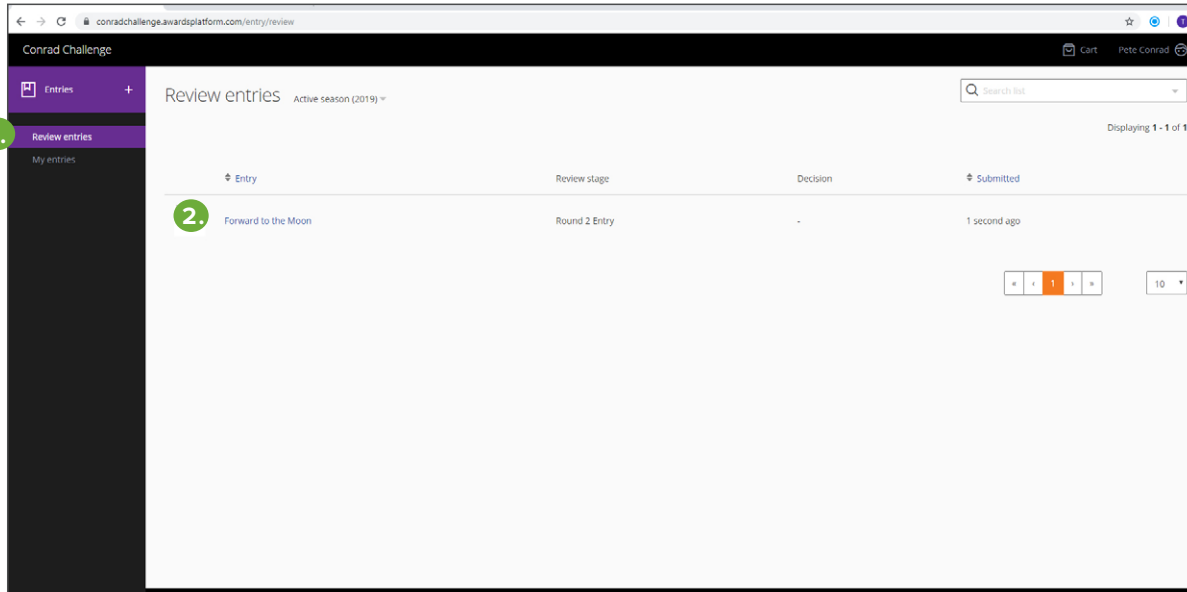 conradchallenge.awardsplatform.com/entry/review
Conrad Challenge
Cart
Pete Conrad
Entries +
Review entries Active season (2019)
Search list
Displaying 1 - 1 of 1
Review entries
My entries
Entry Review stage Decision Submitted
2. Forward to the Moon Round 2 Entry - 1 second ago
« ‹ 1 › » 10